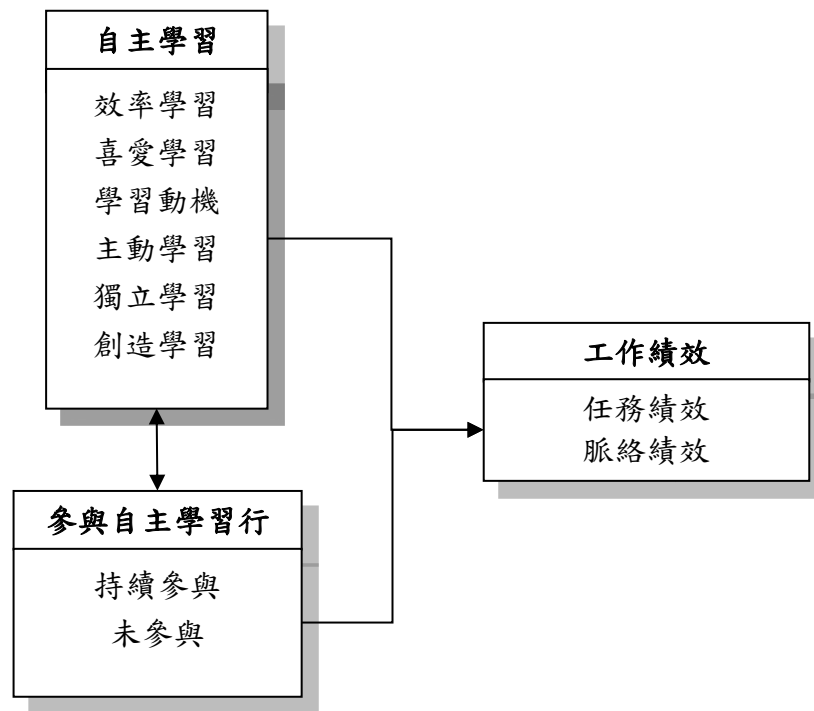 自主學習
效率學習
喜愛學習
學習動機
主動學習
獨立學習
創造學習
工作績效
任務績效
脈絡績效
參與自主學習行
持續參與
未參與